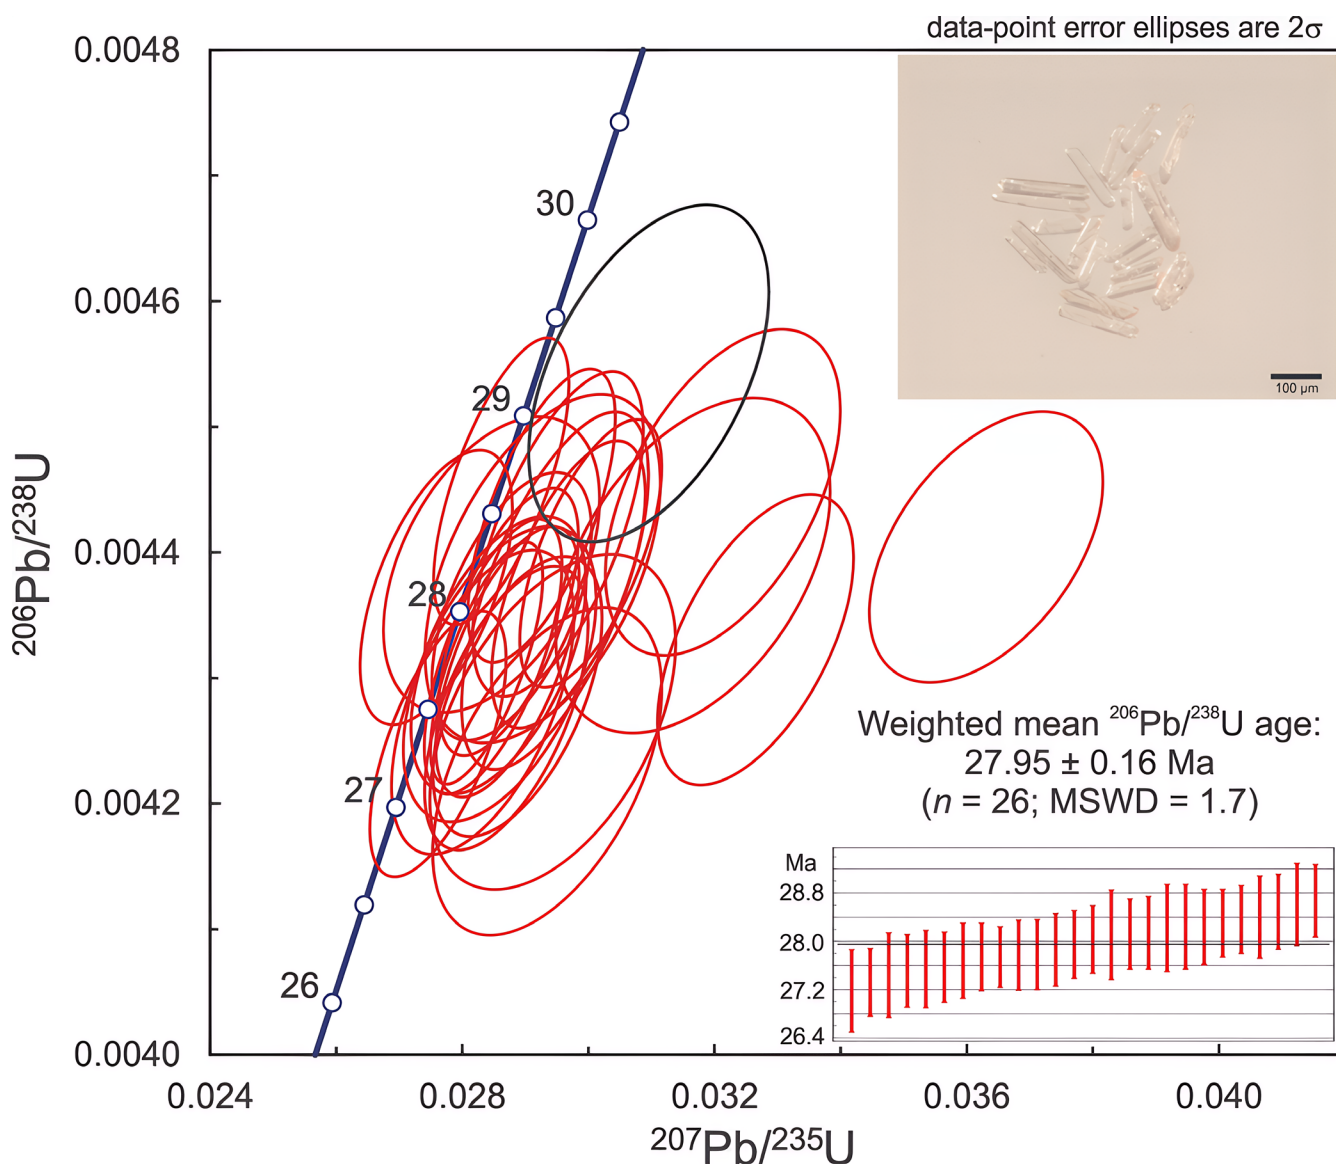 data-point error ellipses are 2σ
0.0048
0.0046
0.0044
0.0042
0.0040
206Pb/238U
30
29
28
27
26
100 µm
Weighted mean 206Pb/238U age:
27.95 ± 0.16 Ma
(n = 26; MSWD = 1.7)
Ma
28.8
28.0
27.2
26.4
0.024
0.028
0.032
0.036
0.040
207Pb/235U